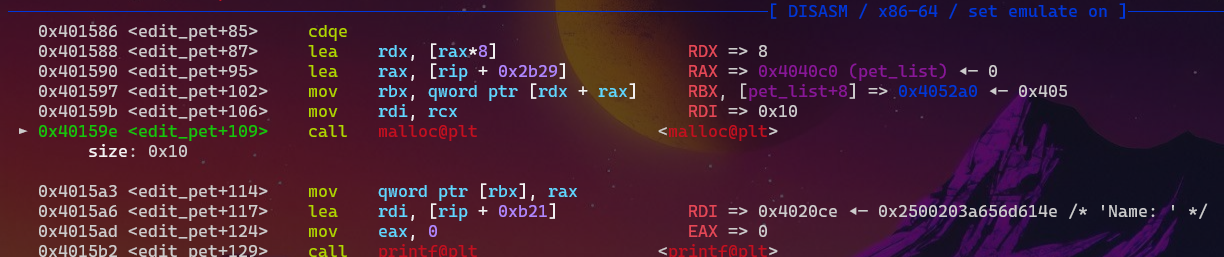 [ DISASM / x86-64 / set emulate on ]
0x401586 <edit_pet+85> cdqe
0x401588 <edit_pet+87> lea rdx, [rax*8] RDX => 8
0x401590 <edit_pet+95> lea rax, [rip + 0x2b29] RAX => 0x4040c0 (pet_list) ◂— 0
0x401597 <edit_pet+102> mov rbx, qword ptr [rdx + rax] RBX, [pet_list+8] => 0x4052a0 ◂— 0x405
0x40159b <edit_pet+106> mov rdi, rcx RDI => 0x10
► 0x40159e <edit_pet+109> call malloc@plt <malloc@plt>
size: 0x10
0x4015a3 <edit_pet+114> mov qword ptr [rbx], rax
0x4015a6 <edit_pet+117> lea rdi, [rip + 0xb21] RDI => 0x4020ce ◂— 0x2500203a656d614e /* 'Name: ' */
0x4015ad <edit_pet+124> mov eax, 0 EAX => 0
0x4015b2 <edit_pet+129> call printf@plt <printf@plt>